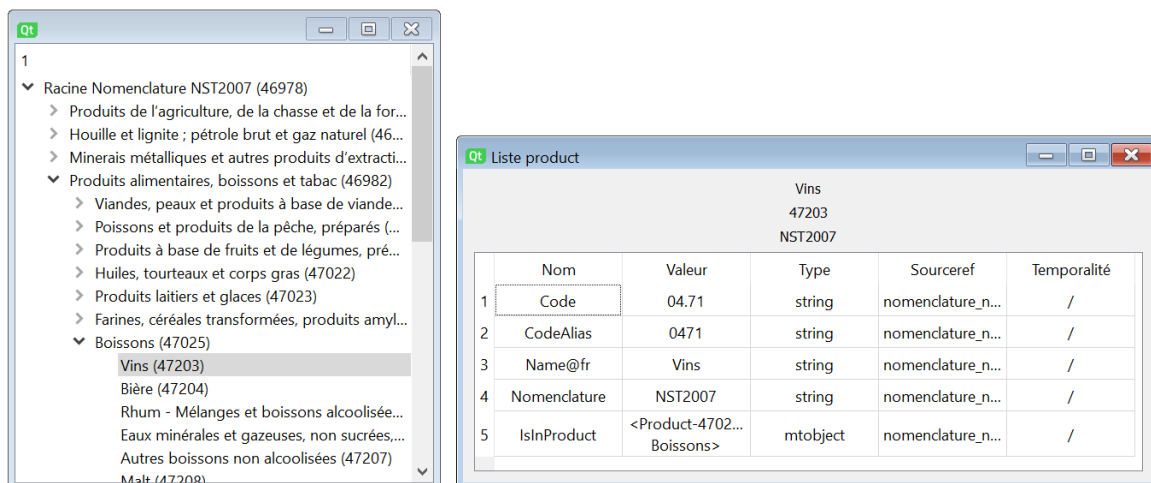 Qt
1
Racine Nomenclature NST2007 (46978)
Produits de l'agriculture, de la chasse et de la for...
Houille et lignite ; pétrole brut et gaz naturel (46...
Minerais métalliques et autres produits d'extracti...
Produits alimentaires, boissons et tabac (46982)
Viandes, peaux et produits à base de viande...
Poissons et produits de la pêche, préparés (...
Produits à base de fruits et de légumes, pré...
Huiles, tourteaux et corps gras (47022)
Produits laitiers et glaces (47023)
Farines, céréales transformées, produits amyl...
Boissons (47025)
Vins (47203)
Bière (47204)
Rhum - Mélanges et boissons alcoolisée...
Eaux minérales et gazeuses, non sucrées,...
Autres boissons non alcoolisées (47207)
Malt (47208)
Qt Liste product
Vins
47203
NST2007
Nom Valeur Type Sourceref Temporalité
1 Code 04.71 string nomenclature_n... /
2 CodeAlias 0471 string nomenclature_n... /
3 Name@fr Vins string nomenclature_n... /
4 Nomenclature NST2007 string nomenclature_n... /
5 IsInProduct <Product-4702... mtobject nomenclature_n... /
Boissons>